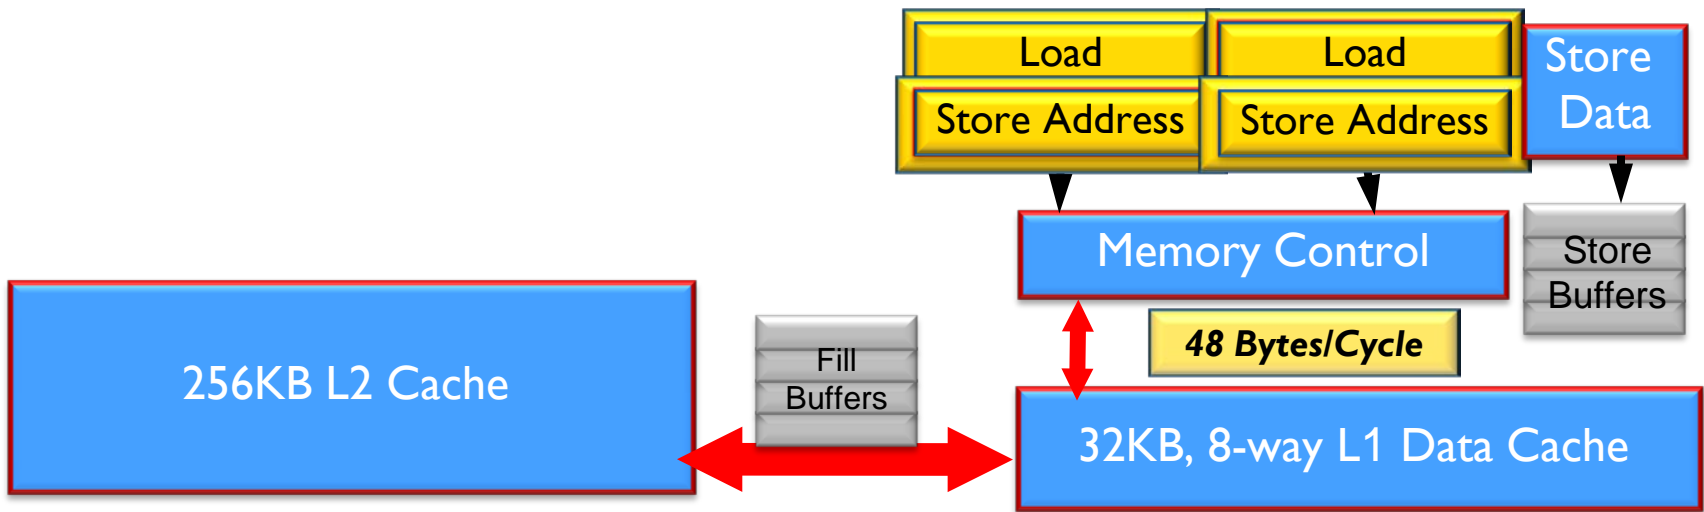 Load
Load
Store
Data
Store Address
Store Address
Memory Control
Store
Buffers
48 Bytes/Cycle
Fill
Buffers
256KB L2 Cache
32KB, 8-way L1 Data Cache